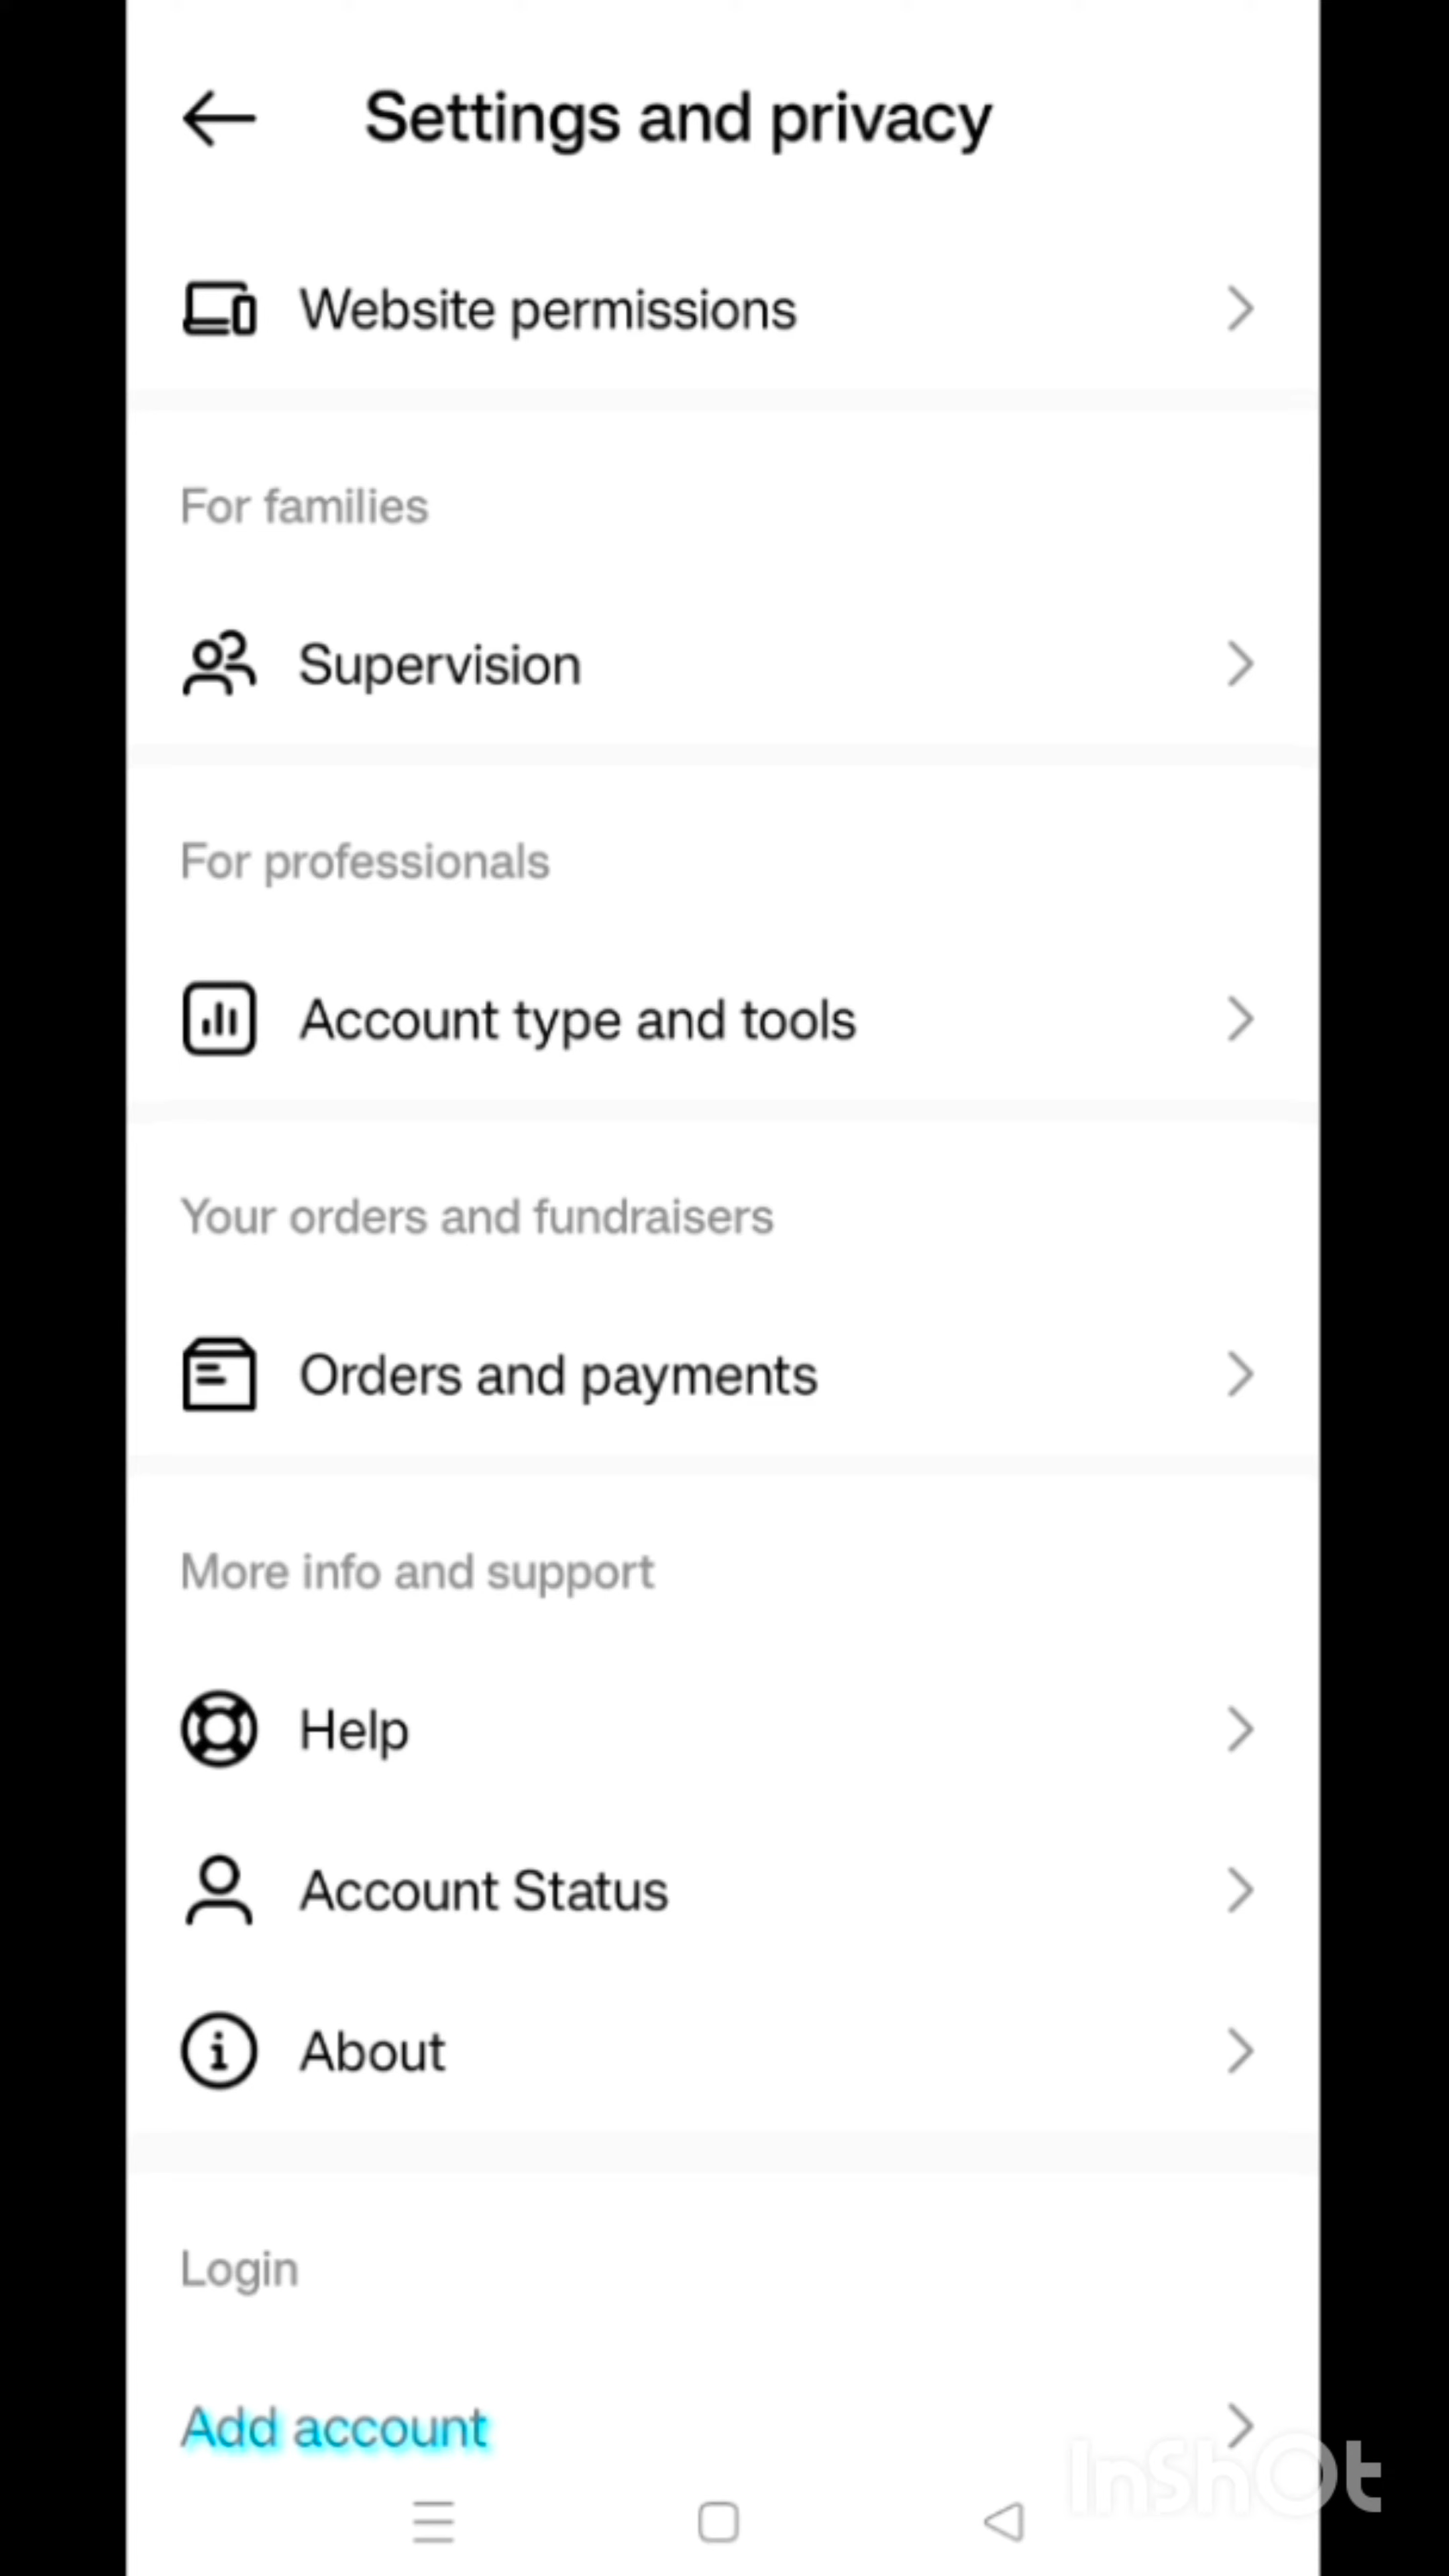 Settings and privacy
Website permissions
For families
Supervision
For professionals
Account type and tools
Your orders and fundraisers
Orders and payments
More info and support
Help
Account Status
About
Login
Add account
InShOt